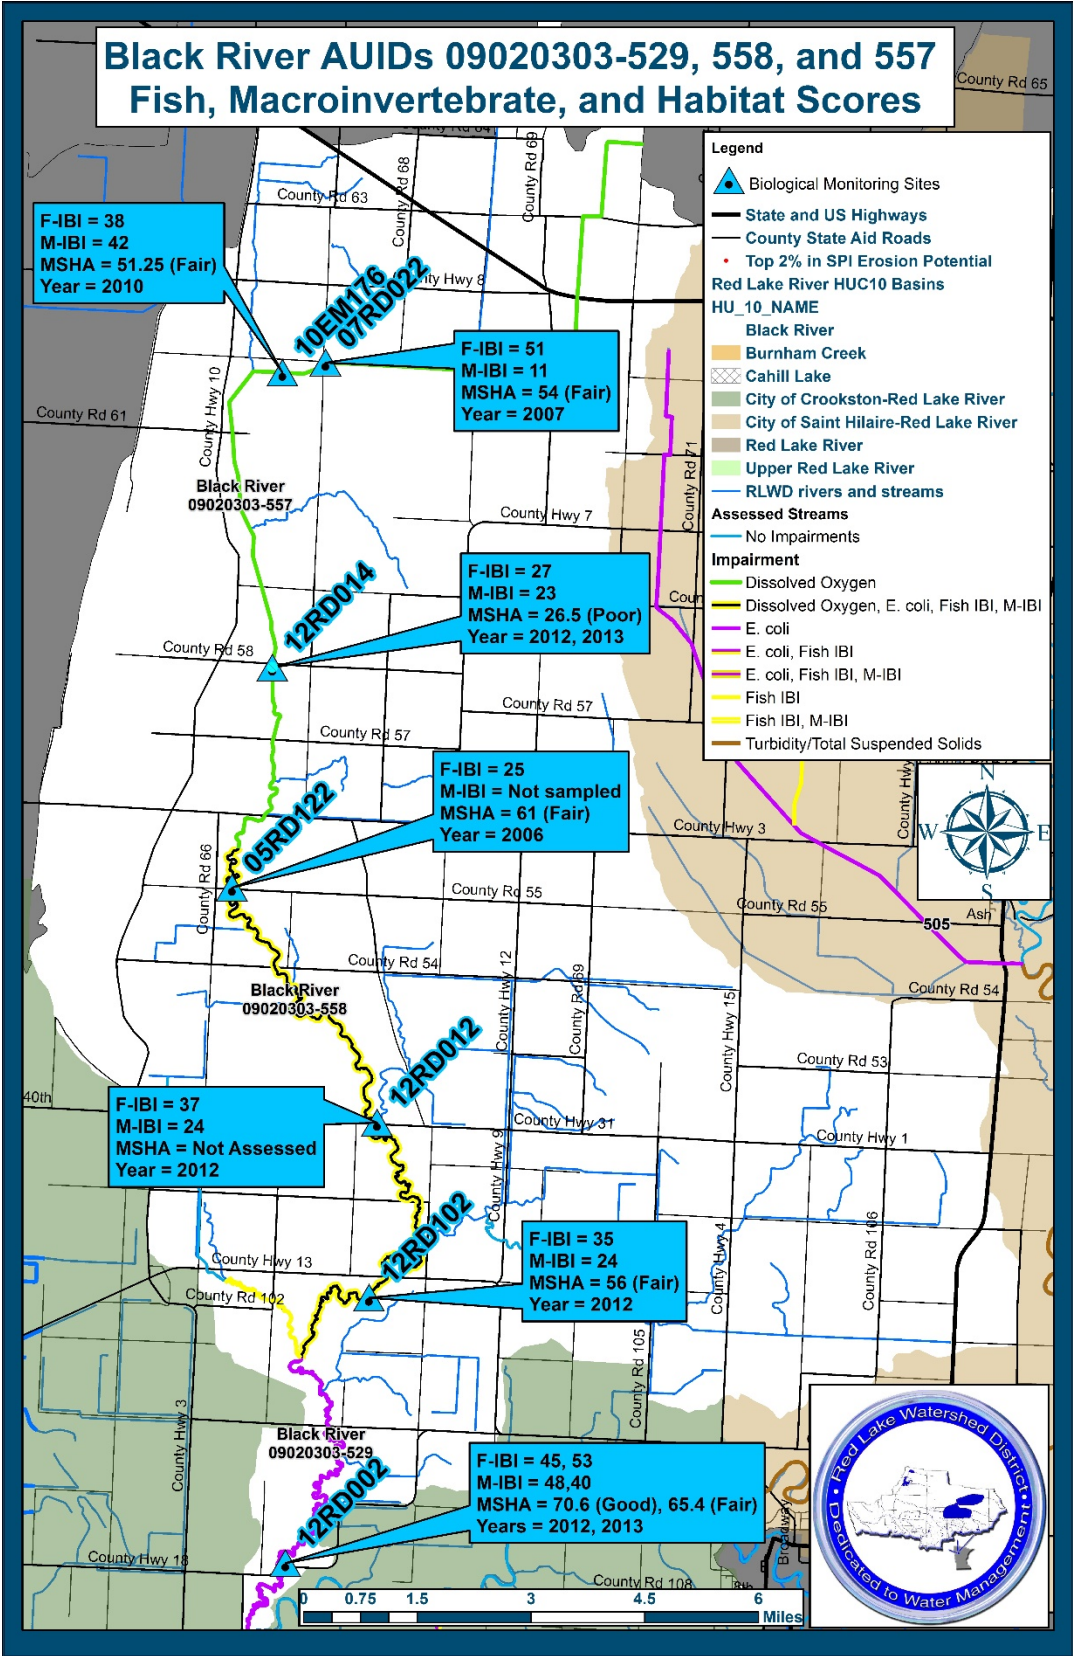 Black River AUIDs 09020303-529, 558, and 557
Fish, Macroinvertebrate, and Habitat Scores
County Rd 65
Legend
Biological Monitoring Sites
State and US Highways
County State Aid Roads
Top 2% in SPI Erosion Potential
Red Lake River HUC10 Basins
HU_10_NAME
Black River
Burnham Creek
Cahill Lake
City of Crookston-Red Lake River
City of Saint Hilaire-Red Lake River
Red Lake River
Upper Red Lake River
RLWD rivers and streams
Assessed Streams
No Impairments
Impairment
Dissolved Oxygen
Dissolved Oxygen, E. coli, Fish IBI, M-IBI
E. coli
E. coli, Fish IBI
E. coli, Fish IBI, M-IBI
Fish IBI
Fish IBI, M-IBI
Turbidity/Total Suspended Solids
County Rd 68
County Rd 69
County Rd 63
F-IBI = 38
M-IBI = 42
MSHA = 51.25 (Fair)
Year = 2010
10EM176
07RD022
F-IBI = 51
M-IBI = 11
MSHA = 54 (Fair)
Year = 2007
County Hwy 10
County Rd 61
County Rd 71
Black River
09020303-557
County Hwy 7
12RD014
F-IBI = 27
M-IBI = 23
MSHA = 26.5 (Poor)
Year = 2012, 2013
County Rd 58
County Rd 57
County Rd 57
05RD122
F-IBI = 25
M-IBI = Not sampled
MSHA = 61 (Fair)
Year = 2006
County Hwy 3
County Hwy
N
W E
S
County Rd 66
County Rd 55
County Rd 55
505
Ash
County Rd 54
County Hwy 12
County Rd 69
County Rd 54
Black River
09020303-558
County Hwy 15
12RD012
County Rd 53
40th
F-IBI = 37
M-IBI = 24
MSHA = Not Assessed
Year = 2012
County Hwy 31
County Hwy 1
County Hwy 9
12RD102
F-IBI = 35
M-IBI = 24
MSHA = 56 (Fair)
Year = 2012
County Hwy 4
County Rd 106
County Hwy 13
County Rd 102
County Rd 105
County Hwy 3
Black River
09020303-529
12RD002
F-IBI = 45, 53
M-IBI = 48,40
MSHA = 70.6 (Good), 65.4 (Fair)
Years = 2012, 2013
Broadway
County Hwy 18
County Rd 108
0 0.75 1.5 3 4.5 6
Miles
Red Lake Watershed District
Dedicated to Water Management